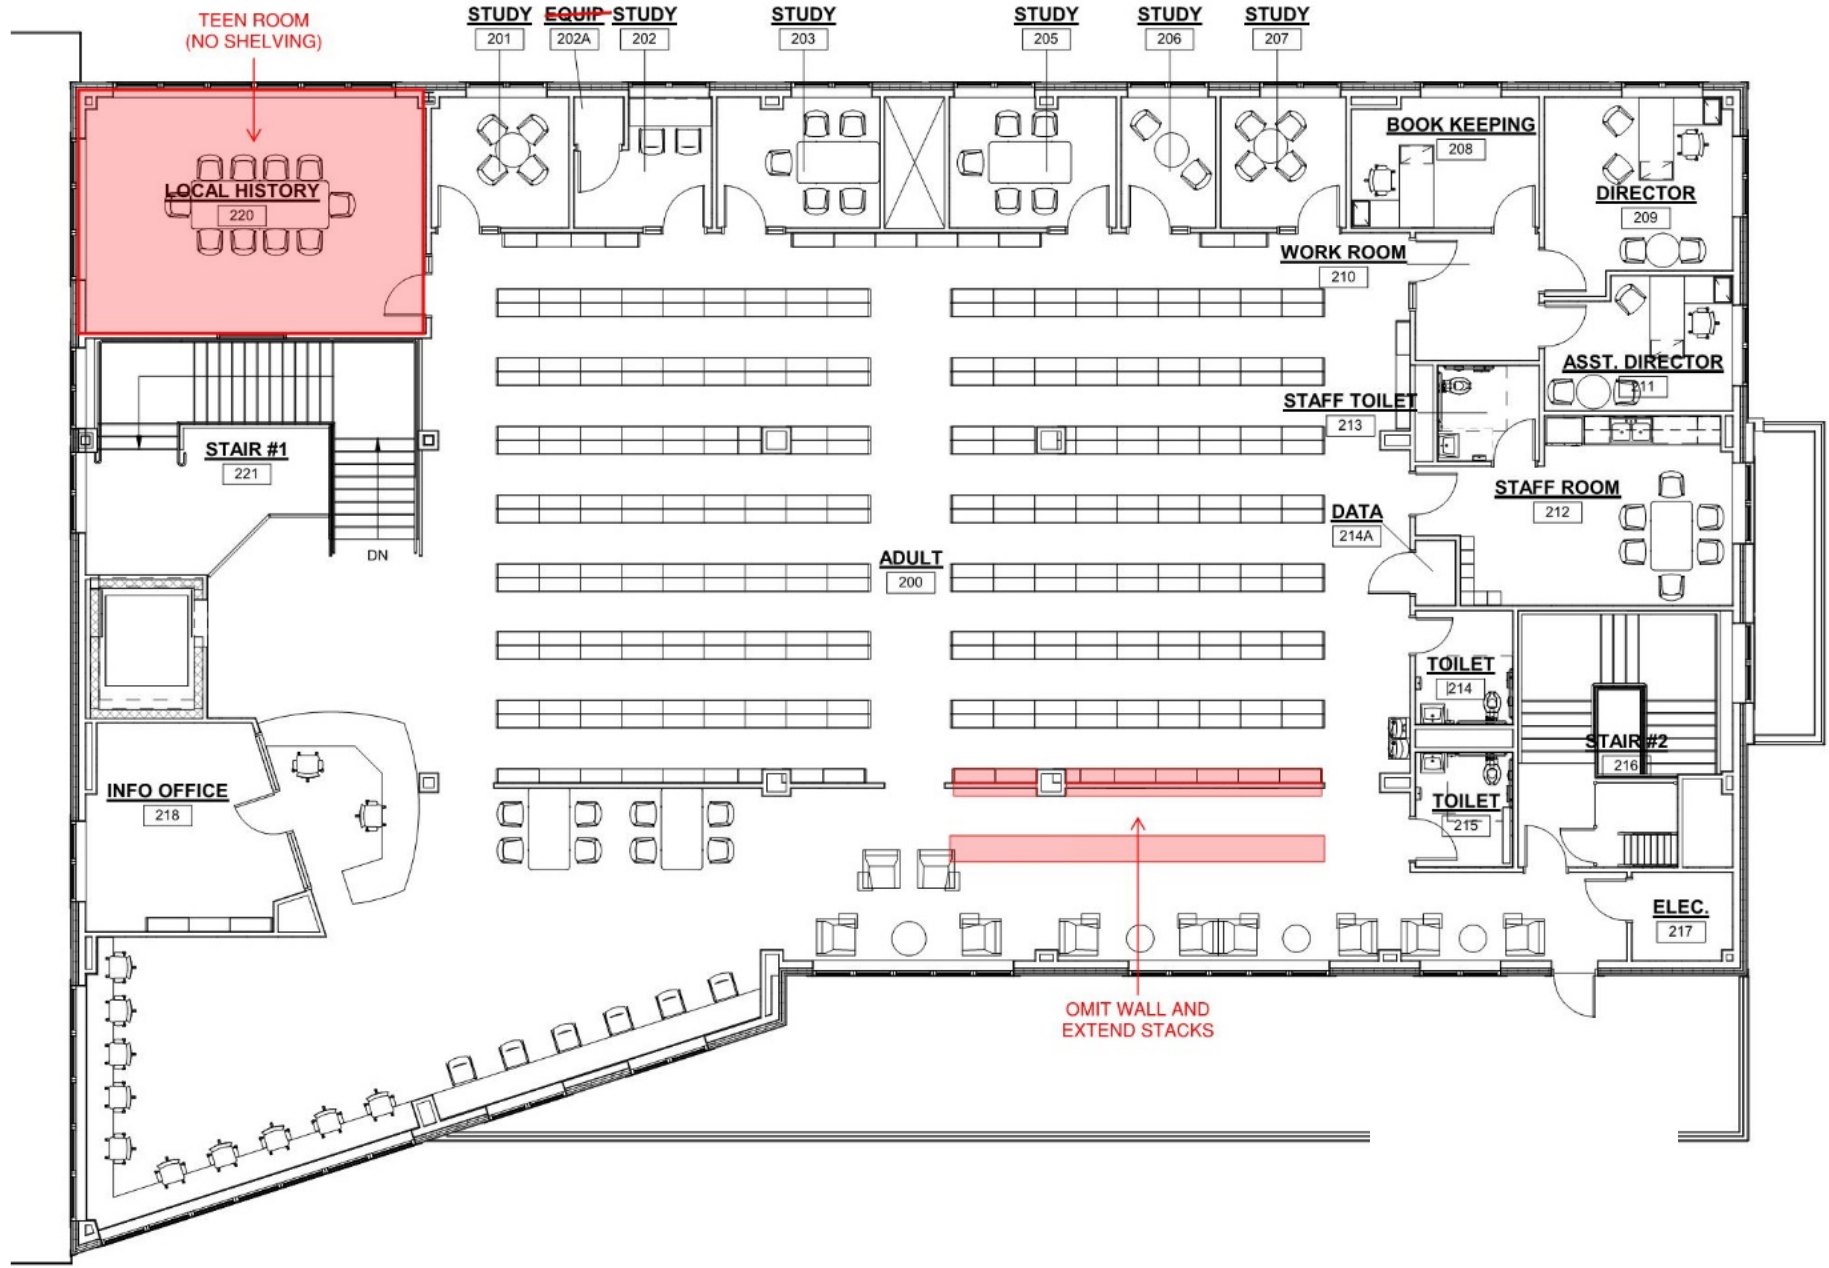 TEEN ROOM
(NO SHELVING)
STUDY
201
EQUIP
202A
STUDY
202
STUDY
203
STUDY
205
STUDY
206
STUDY
207
BOOK KEEPING
208
DIRECTOR
209
LOCAL HISTORY
220
WORK ROOM
210
ASST. DIRECTOR
211
STAFF TOILET
213
STAIR #1
221
STAFF ROOM
212
DATA
214A
DN
ADULT
200
TOILET
214
STAIR #2
216
INFO OFFICE
218
TOILET
215
ELEC.
217
OMIT WALL AND
EXTEND STACKS